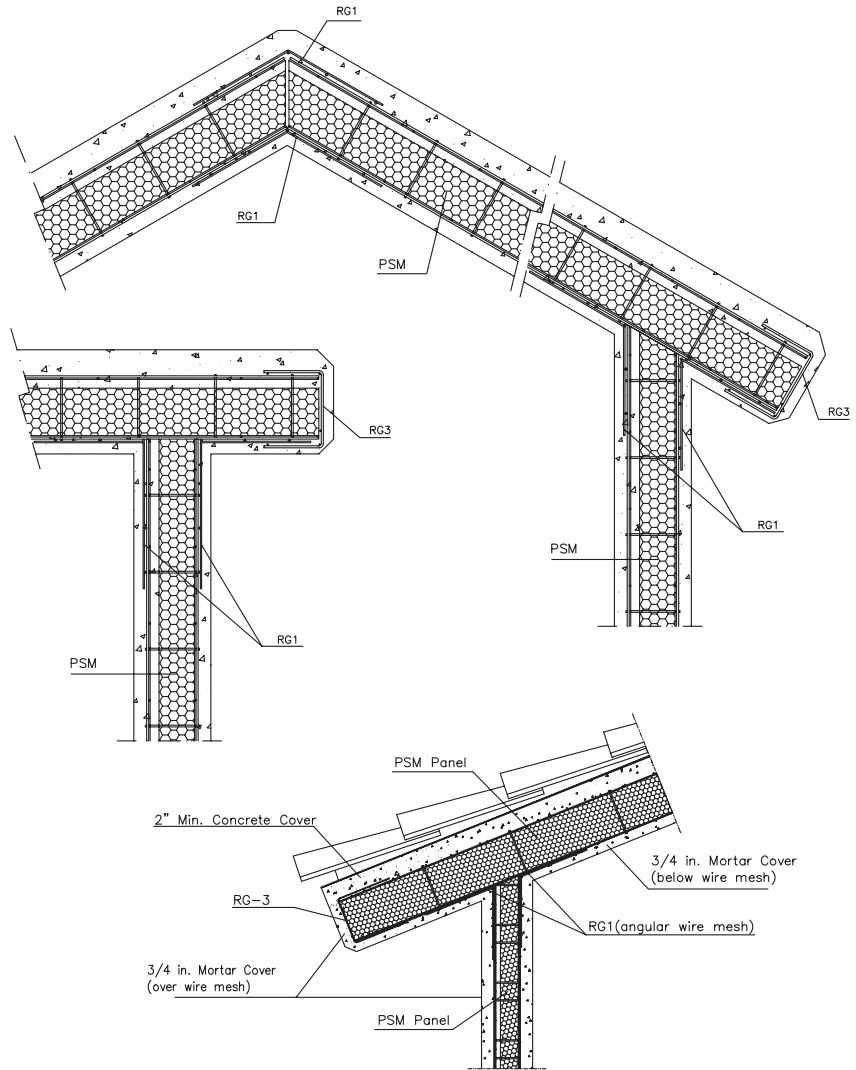 RG1
RG1
PSM
RG3
RG3
RG1
PSM
RG1
PSM
PSM Panel
2” Min. Concrete Cover
3/4 in. Mortar Cover
(below wire mesh)
RG-3
RG1(angular wire mesh)
3/4 in. Mortar Cover
(over wire mesh)
PSM Panel